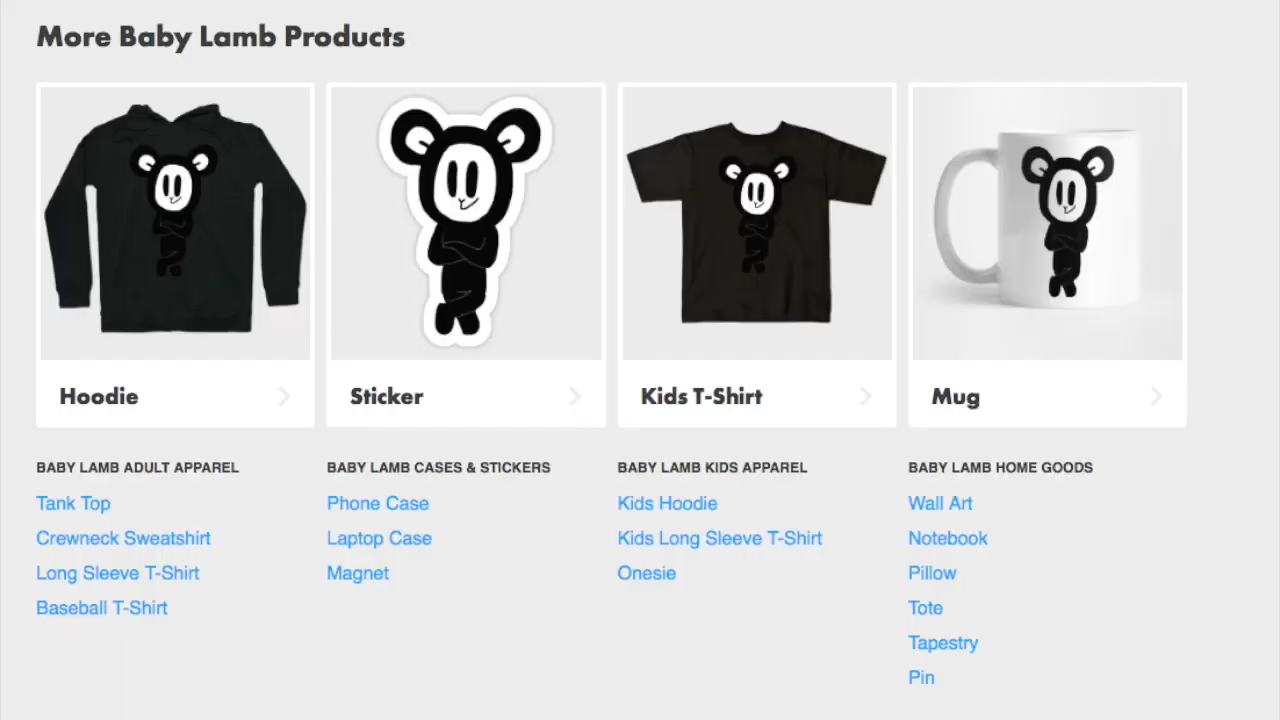 More Baby Lamb Products
Hoodie
Sticker
Kids T-Shirt
Mug
BABY LAMB ADULT APPAREL
Tank Top
Crewneck Sweatshirt
Long Sleeve T-Shirt
Baseball T-Shirt
BABY LAMB CASES & STICKERS
Phone Case
Laptop Case
Magnet
BABY LAMB KIDS APPAREL
Kids Hoodie
Kids Long Sleeve T-Shirt
Onesie
BABY LAMB HOME GOODS
Wall Art
Notebook
Pillow
Tote
Tapestry
Pin